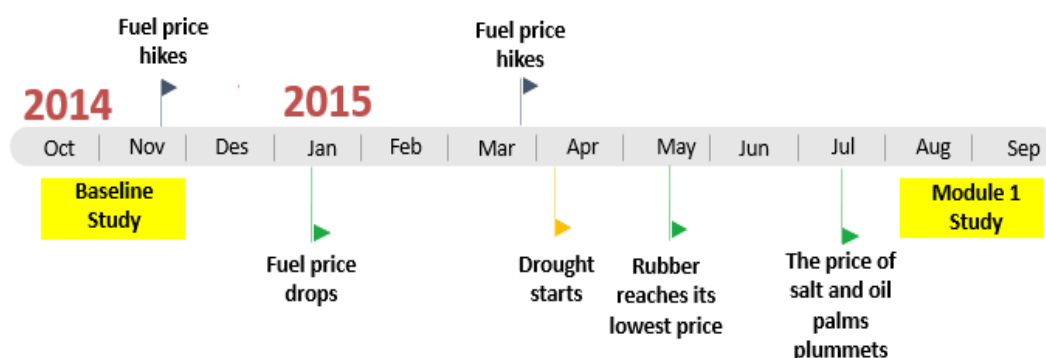 Fuel price
hikes
Fuel price
hikes
2014
2015
Oct Nov Des Jan Feb Mar Apr May Jun Jul Aug Sep
Baseline
Study
Module 1
Study
Fuel price
drops
Drought
starts
Rubber
reaches its
lowest price
The price of
salt and oil
palms
plummets